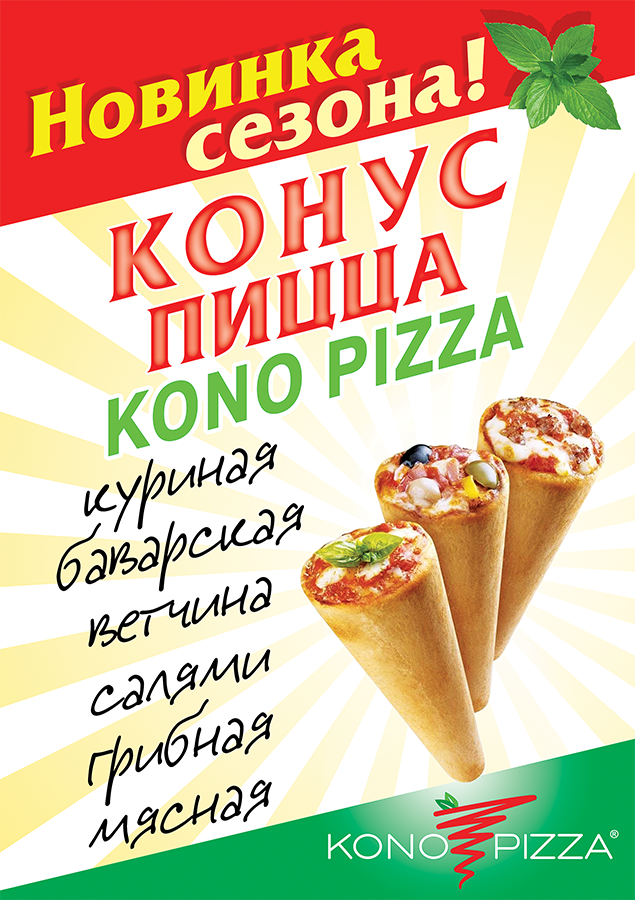 Новинка
сезона!
КОНУС
ПИЦЦА
KONO PIZZA
куриная
баварская
ветчина
салями
грибная
мясная
KONO PIZZA®